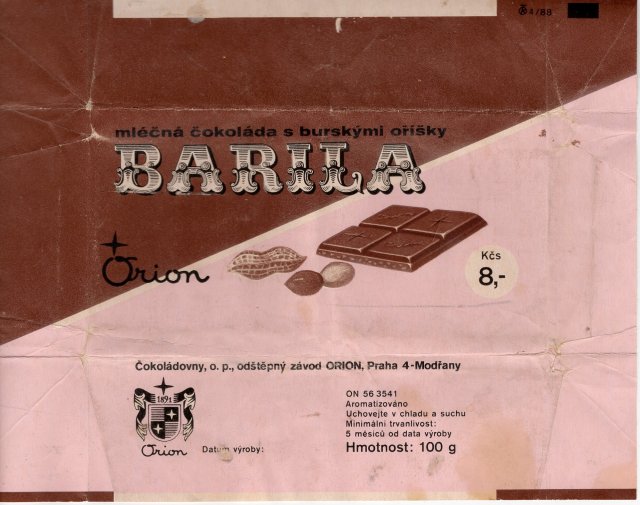 4/88
mléčná čokoláda s burskými oříšky
BARILA
Orion
Kčs
8,-
Čokoládovny, o. p., odštěpný závod ORION, Praha 4-Modřany
1891
Orion
Datum výroby:
ON 56 3541
Aromatizováno
Uchovejte v chladu a suchu
Minimální trvanlivost:
5 měsíců od data výroby
Hmotnost: 100 g